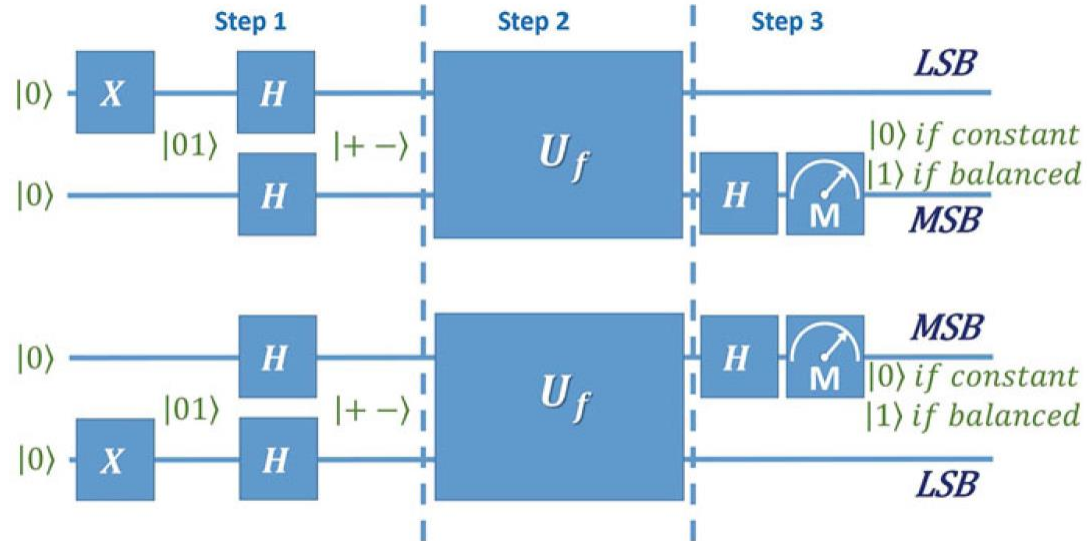 Step 1 Step 2 Step 3
LSB
|0⟩ X H
|0⟩ if constant
|01⟩ |+ −⟩ U_f
|1⟩ if balanced
|0⟩ H H M
MSB
MSB
|0⟩ H H M
|0⟩ if constant
|01⟩ |+ −⟩ U_f
|1⟩ if balanced
|0⟩ X H
LSB